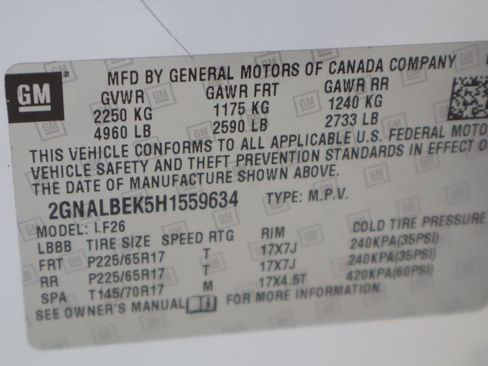 GM
MFD BY GENERAL MOTORS OF CANADA COMPANY
GVWR GAWR FRT GAWR RR
2250 KG 1175 KG 1240 KG
4960 LB 2590 LB 2733 LB
THIS VEHICLE CONFORMS TO ALL APPLICABLE U.S. FEDERAL MOTO
VEHICLE SAFETY AND THEFT PREVENTION STANDARDS IN EFFECT O
THE DATE OF MANUFACTURE SHOWN ABOVE.
2GNALBEK5H1559634 TYPE: M.P.V.
MODEL: LF26
LBBB TIRE SIZE SPEED RTG RIM COLD TIRE PRESSURE
FRT P225/65R17 T 17X7J 240KPA(35PSI)
RR P225/65R17 T 17X7J 240KPA(35PSI)
SPA T145/70R17 M 17X4.5T 420KPA(60PSI)
SEE OWNER'S MANUAL FOR MORE INFORMATION.